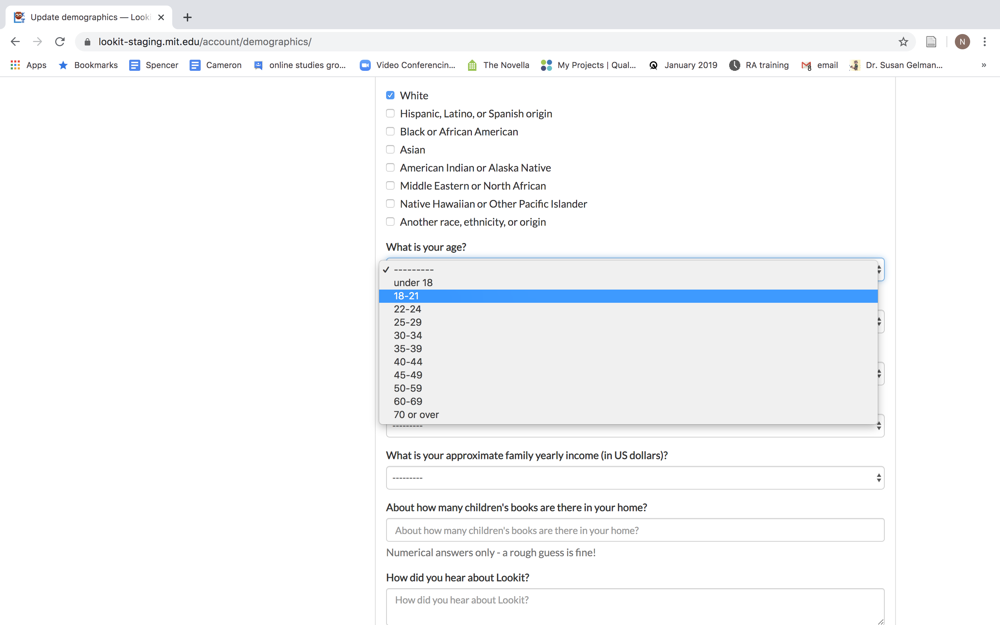 Update demographics — Looki
lookit-staging.mit.edu/account/demographics/
N
Apps Bookmarks Spencer Cameron online studies gro... Video Conferencin... The Novella My Projects | Qual... January 2019 RA training 8 email Dr. Susan Gelman... »
White
Hispanic, Latino, or Spanish origin
Black or African American
Asian
American Indian or Alaska Native
Middle Eastern or North African
Native Hawaiian or Other Pacific Islander
Another race, ethnicity, or origin
What is your age?
---------
under 18
18-21
22-24
25-29
30-34
35-39
40-44
45-49
50-59
60-69
70 or over
---------
What is your approximate family yearly income (in US dollars)?
---------
About how many children's books are there in your home?
About how many children's books are there in your home?
Numerical answers only - a rough guess is fine!
How did you hear about Lookit?
How did you hear about Lookit?